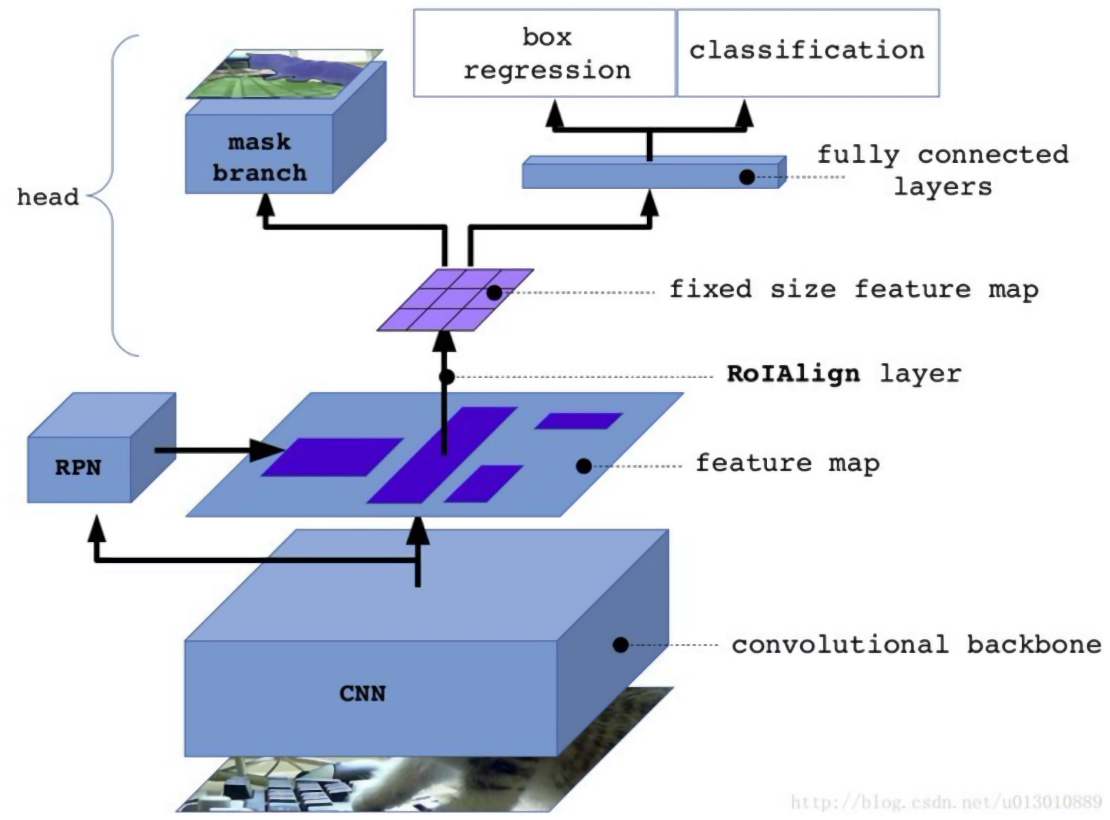 box
regression
classification
mask
branch
fully connected
layers
head
fixed size feature map
RoIAlign layer
RPN
feature map
convolutional backbone
CNN
http://blog.csdn.net/u013010889